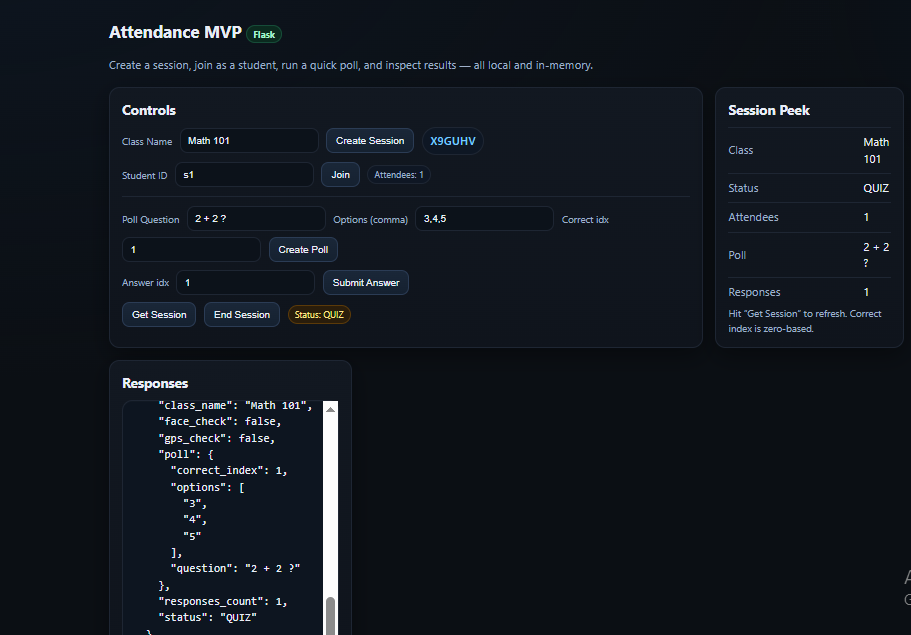 Attendance MVP Flask
Create a session, join as a student, run a quick poll, and inspect results — all local and in-memory.
Controls
Class Name Math 101 Create Session X9GUHV
Student ID s1 Join Attendees: 1
Poll Question 2 + 2 ? Options (comma) 3,4,5 Correct idx
1 Create Poll
Answer idx 1 Submit Answer
Get Session End Session Status: QUIZ
Session Peek
Class Math
101
Status QUIZ
Attendees 1
Poll 2 + 2
?
Responses 1
Hit “Get Session” to refresh. Correct
index is zero-based.
Responses
"class_name": "Math 101",
"face_check": false,
"gps_check": false,
"poll": {
"correct_index": 1,
"options": [
"3",
"4",
"5"
],
"question": "2 + 2 ?"
},
"responses_count": 1,
"status": "QUIZ"
}